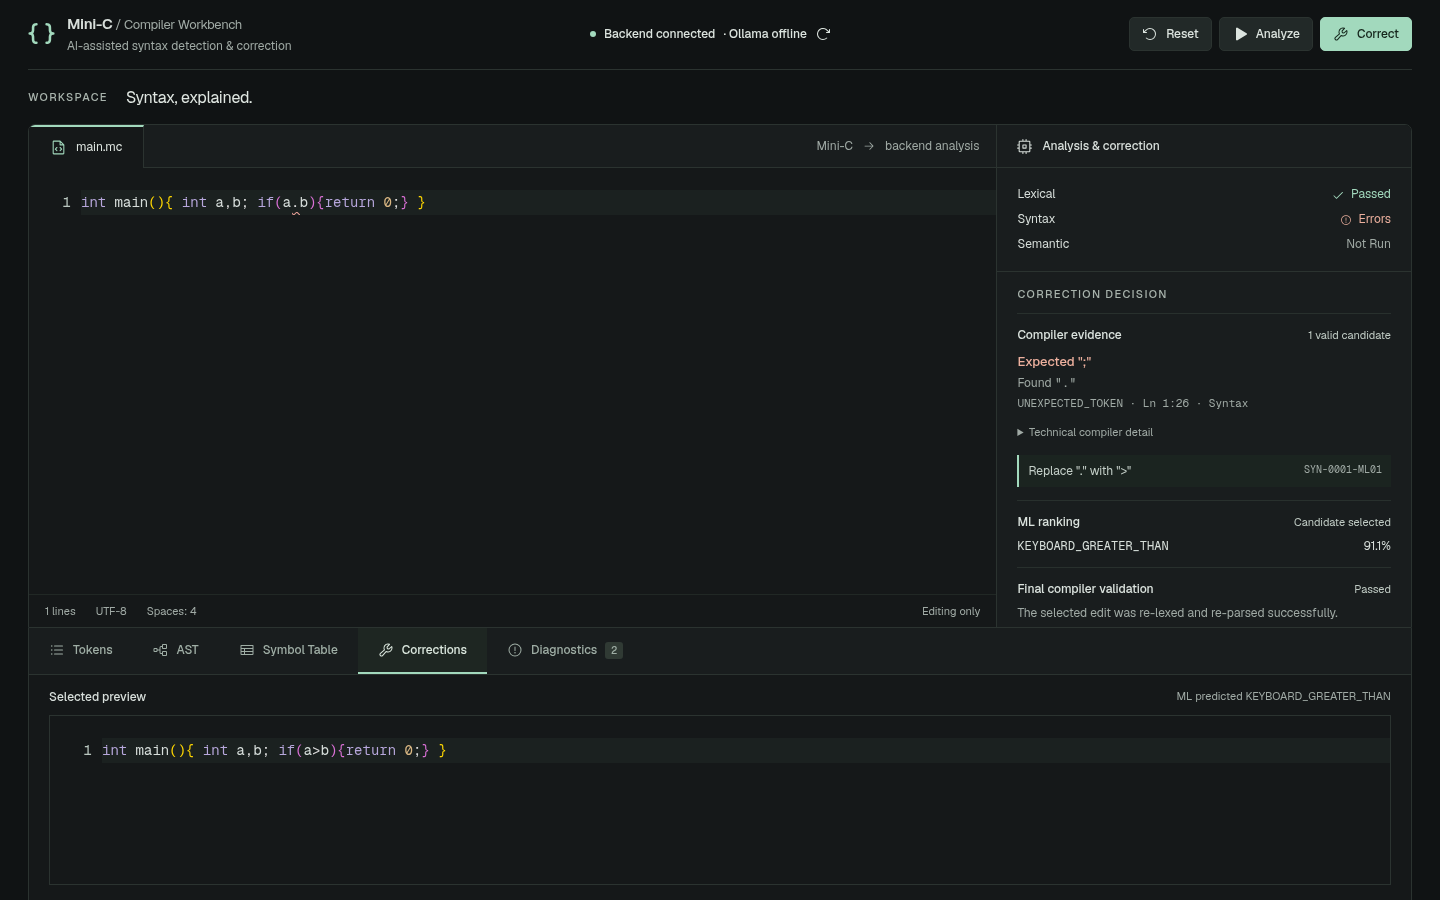 Mini-C / Compiler Workbench
AI-assisted syntax detection & correction
Backend connected · Ollama offline
Reset
Analyze
Correct
WORKSPACE
Syntax, explained.
main.mc
Mini-C → backend analysis
1 int main(){ int a,b; if(a.b){return 0;} }
1 lines
UTF-8
Spaces: 4
Editing only
Analysis & correction
Lexical Passed
Syntax Errors
Semantic Not Run
CORRECTION DECISION
Compiler evidence 1 valid candidate
Expected ";"
Found "."
UNEXPECTED_TOKEN · Ln 1:26 · Syntax
Technical compiler detail
Replace "." with ">" SYN-0001-ML01
ML ranking Candidate selected
KEYBOARD_GREATER_THAN 91.1%
Final compiler validation Passed
The selected edit was re-lexed and re-parsed successfully.
Tokens
AST
Symbol Table
Corrections
Diagnostics 2
Selected preview
ML predicted KEYBOARD_GREATER_THAN
1 int main(){ int a,b; if(a>b){return 0;} }